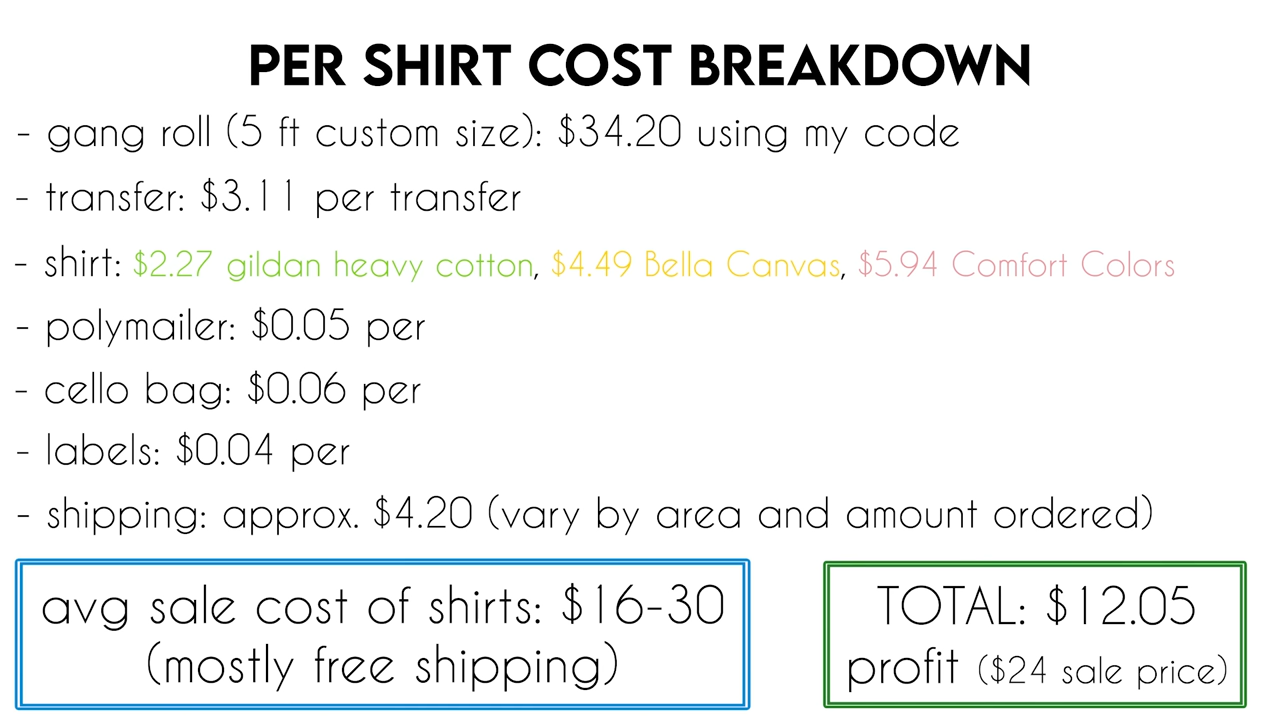 PER SHIRT COST BREAKDOWN
- gang roll (5 ft custom size): $34.20 using my code
- transfer: $3.11 per transfer
- shirt: $2.27 gildan heavy cotton, $4.49 Bella Canvas, $5.94 Comfort Colors
- polymailer: $0.05 per
- cello bag: $0.06 per
- labels: $0.04 per
- shipping: approx. $4.20 (vary by area and amount ordered)
avg sale cost of shirts: $16-30
(mostly free shipping)
TOTAL: $12.05
profit ($24 sale price)